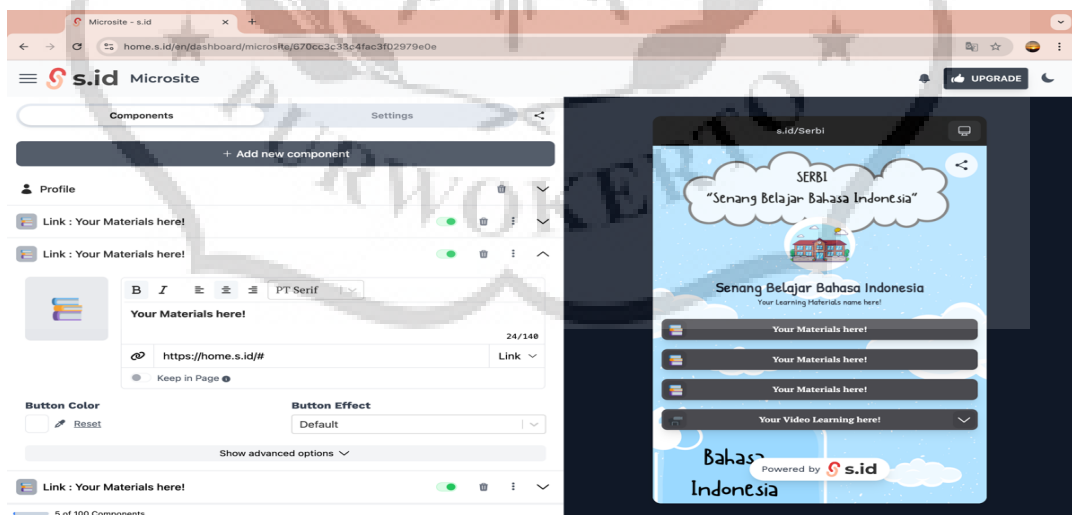 Microsite - s.id
home.s.id/en/dashboard/microsite/670cc3c33c4fac3f02979e0e
s.id Microsite
UPGRADE
Components
Settings
+ Add new component
Profile
Link : Your Materials here!
Link : Your Materials here!
B I PT Serif
Your Materials here!
24/140
https://home.s.id/#
Link
Keep in Page
Button Color
Button Effect
Reset
Default
Show advanced options
Link : Your Materials here!
5 of 100 Components
s.id/Serbi
SERBI
"Senang Belajar Bahasa Indonesia"
Senang Belajar Bahasa Indonesia
Your Learning Materials name here!
Your Materials here!
Your Materials here!
Your Materials here!
Your Video Learning here!
Bahasa
Indonesia
Powered by s.id
PURWOKERTO